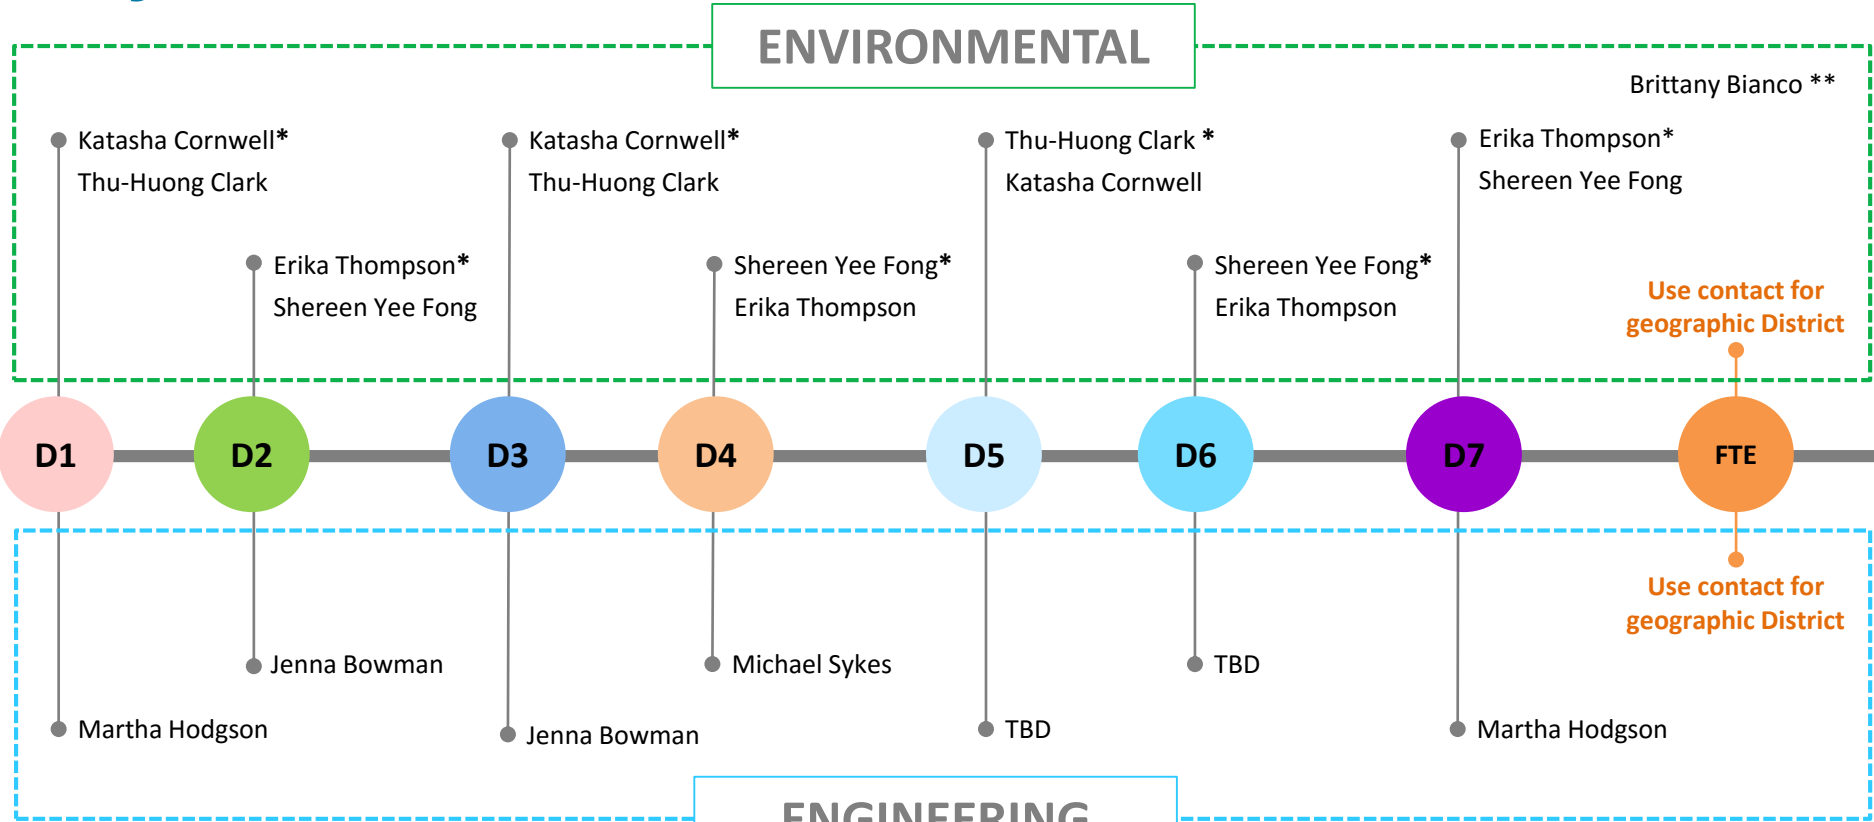 ENVIRONMENTAL
Brittany Bianco **
Katasha Cornwell*
Thu-Huong Clark
Katasha Cornwell*
Thu-Huong Clark
Thu-Huong Clark *
Katasha Cornwell
Erika Thompson*
Shereen Yee Fong
Erika Thompson*
Shereen Yee Fong
Shereen Yee Fong*
Erika Thompson
Shereen Yee Fong*
Erika Thompson
Use contact for
geographic District
D1
D2
D3
D4
D5
D6
D7
FTE
Use contact for
geographic District
Jenna Bowman
Michael Sykes
TBD
Martha Hodgson
Jenna Bowman
TBD
Martha Hodgson
ENGINEERING